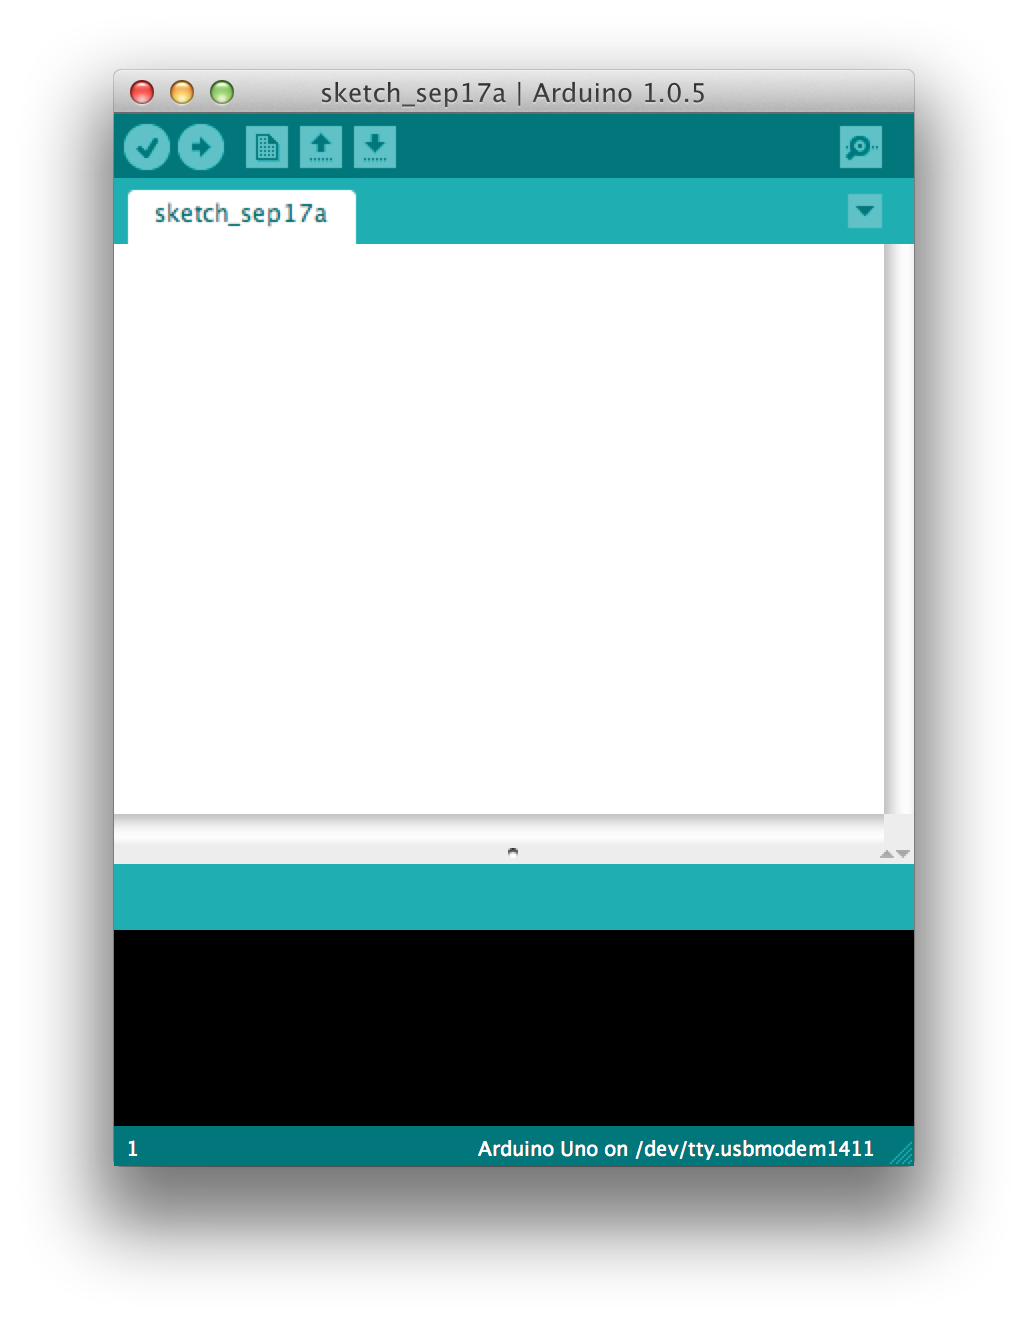 sketch_sep17a | Arduino 1.0.5
sketch_sep17a
1
Arduino Uno on /dev/tty.usbmodem1411